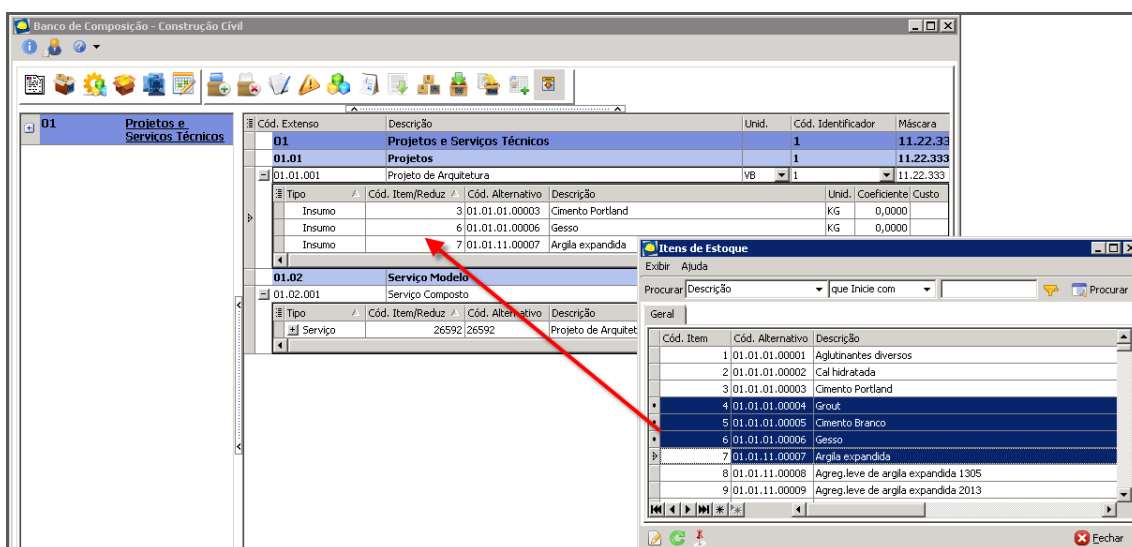 Banco de Composição - Construção Cívil
01 Projetos e Serviços Técnicos
Cód. Extenso Descrição Unid. Cód. Identificador Máscara
01 Projetos e Serviços Técnicos 1 11.22.33
01.01 Projetos 1 11.22.333
01.01.001 Projeto de Arquitetura VB 1 11.22.333
Tipo Cód. Item/Reduz Cód. Alternativo Descrição Unid. Coeficiente Custo
Insumo 3 01.01.01.00003 Cimento Portland KG 0,0000
Insumo 6 01.01.01.00006 Gesso KG 0,0000
Insumo 7 01.01.11.00007 Argila expandida
01.02 Serviço Modelo
01.02.001 Serviço Composto
Tipo Cód. Item/Reduz Cód. Alternativo Descrição
Serviço 26592 26592 Projeto de Arquitet
Itens de Estoque
Exibir Ajuda
Procurar Descrição que Inicie com Procurar
Geral
Cód. Item Cód. Alternativo Descrição
1 01.01.01.00001 Aglutinantes diversos
2 01.01.01.00002 Cal hidratada
3 01.01.01.00003 Cimento Portland
4 01.01.01.00004 Grout
5 01.01.01.00005 Cimento Branco
6 01.01.01.00006 Gesso
7 01.01.11.00007 Argila expandida
8 01.01.11.00008 Agreg.leve de argila expandida 1305
9 01.01.11.00009 Agreg.leve de argila expandida 2013
Fechar